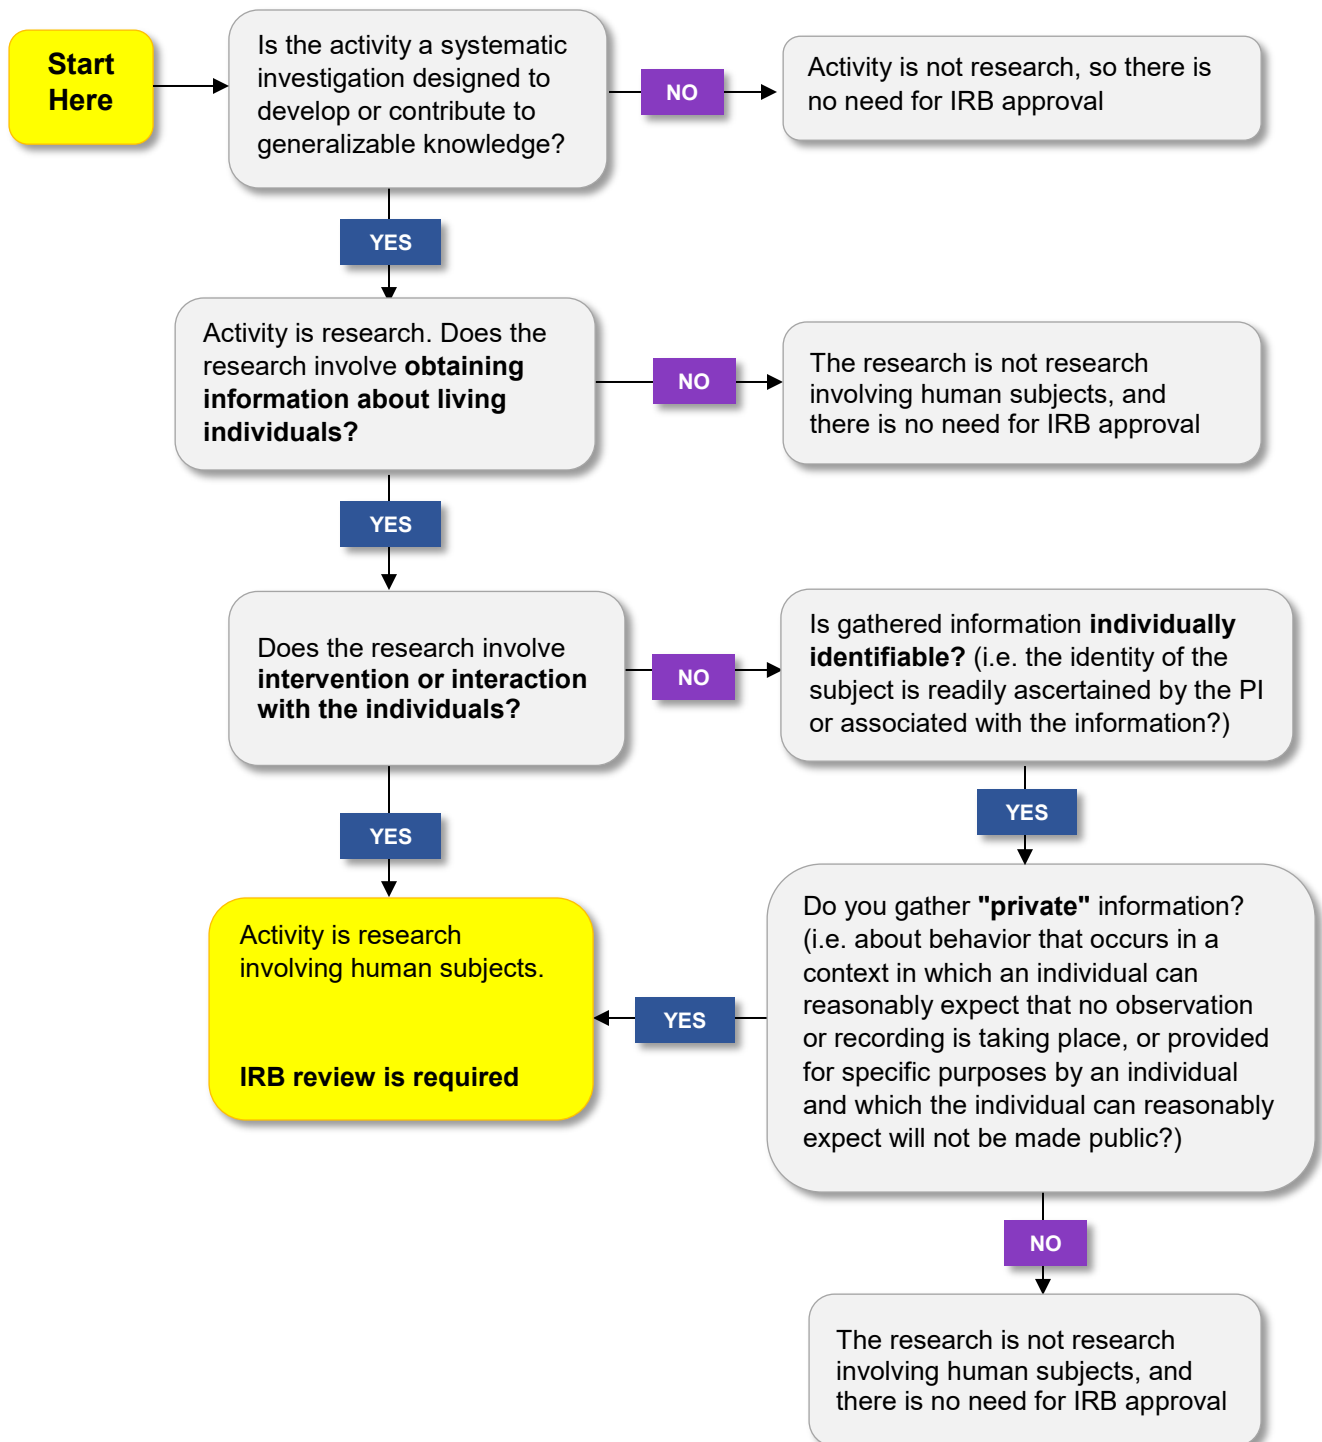 Start
Here
Is the activity a systematic
investigation designed to
develop or contribute to
generalizable knowledge?
NO
Activity is not research, so there is
no need for IRB approval
YES
Activity is research. Does the
research involve obtaining
information about living
individuals?
NO
The research is not research
involving human subjects, and
there is no need for IRB approval
YES
Does the research involve
intervention or interaction
with the individuals?
NO
Is gathered information individually
identifiable? (i.e. the identity of the
subject is readily ascertained by the PI
or associated with the information?)
YES
YES
Activity is research
involving human subjects.
IRB review is required
YES
Do you gather "private" information?
(i.e. about behavior that occurs in a
context in which an individual can
reasonably expect that no observation
or recording is taking place, or provided
for specific purposes by an individual
and which the individual can reasonably
expect will not be made public?)
NO
The research is not research
involving human subjects, and
there is no need for IRB approval